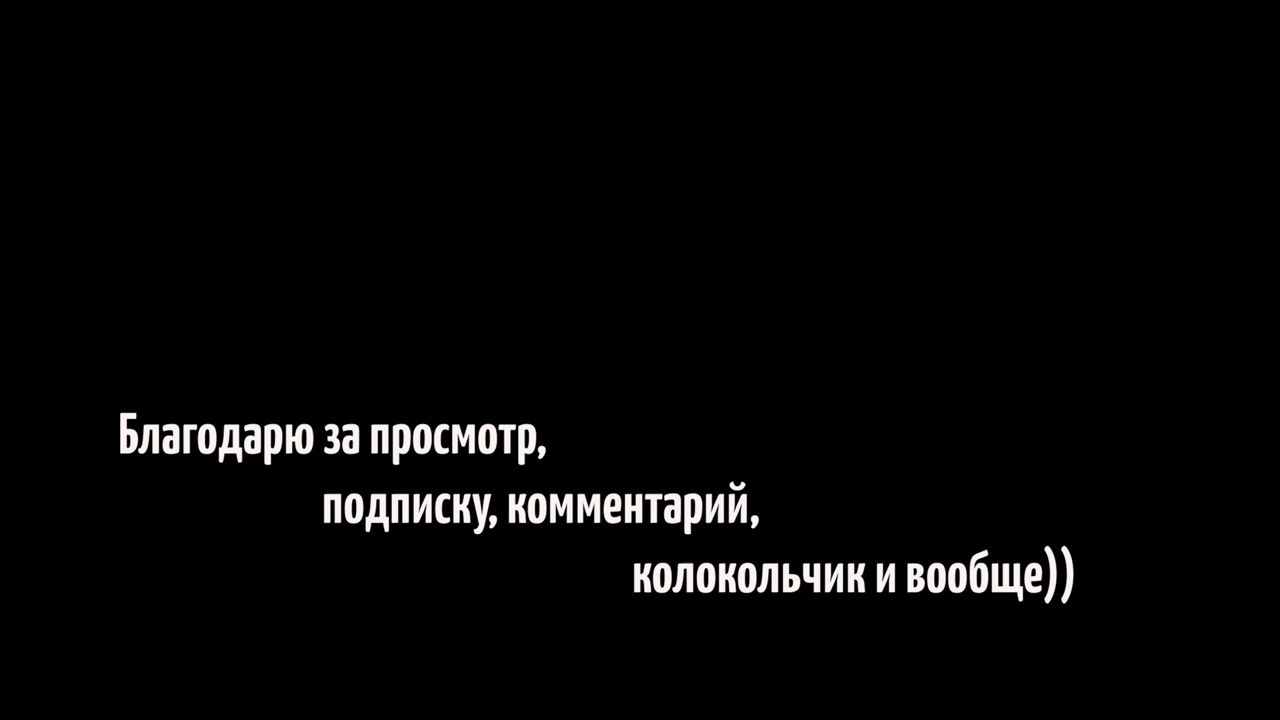 Благодарю за просмотр,
подписку, комментарий,
колокольчик и вообще))